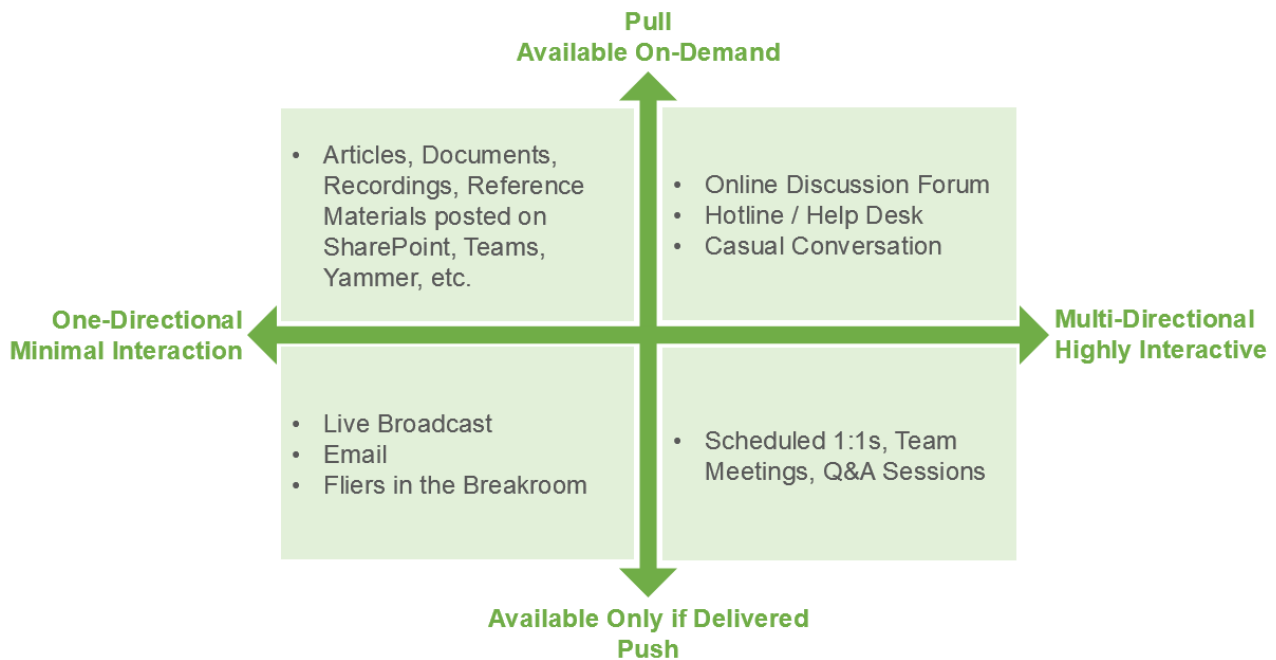 Pull
Available On-Demand
• Articles, Documents,
Recordings, Reference
Materials posted on
SharePoint, Teams,
Yammer, etc.
• Online Discussion Forum
• Hotline / Help Desk
• Casual Conversation
One-Directional
Minimal Interaction
Multi-Directional
Highly Interactive
• Live Broadcast
• Email
• Fliers in the Breakroom
• Scheduled 1:1s, Team
Meetings, Q&A Sessions
Available Only if Delivered
Push